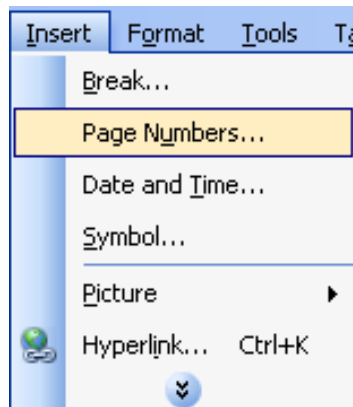 Insert Format Tools
Break...
Page Numbers...
Date and Time...
Symbol...
Picture
Hyperlink... Ctrl+K